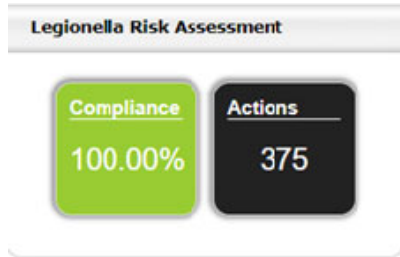 Legionella Risk Assessment
Compliance
100.00%
Actions
375